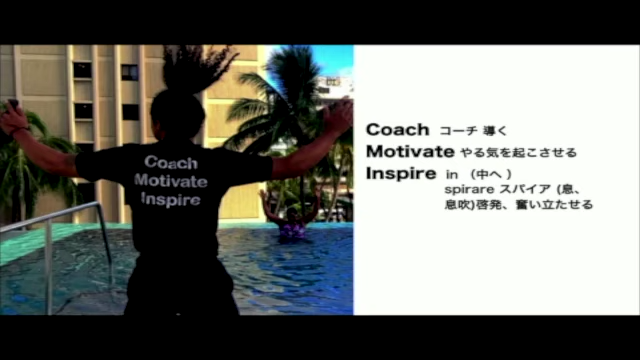 Coach
Motivate
Inspire
Coach コーチ 導く
Motivate やる気を起こさせる
Inspire in （中へ ）
spirare スパイア (息、
息吹)啓発、奮い立たせる